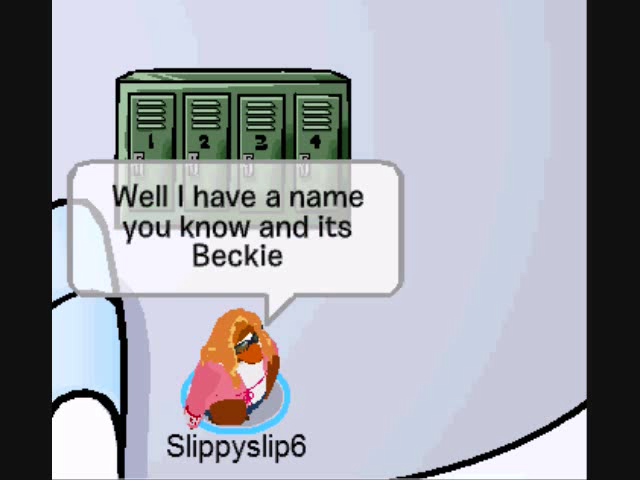 1 2 3 4
Well I have a name
you know and its
Beckie
Slippyslip6